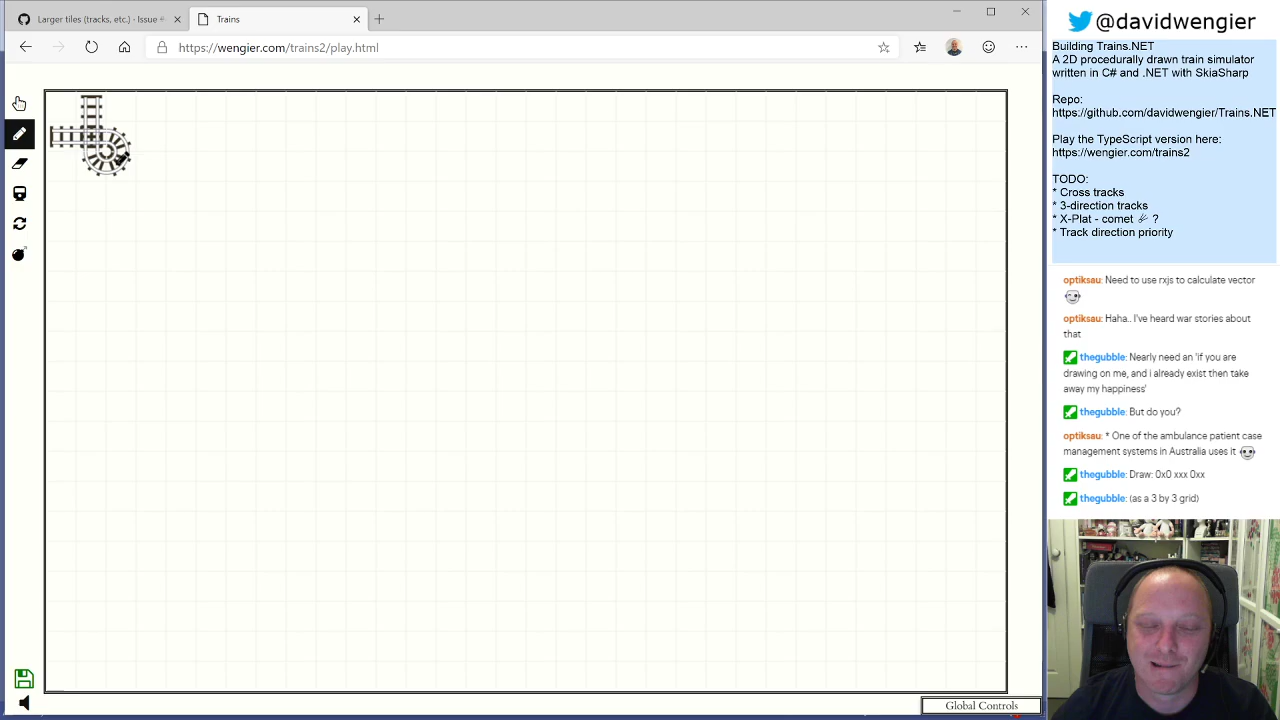 Larger tiles (tracks, etc.) · Issue #
Trains
https://wengier.com/trains2/play.html
Global Controls
@davidwengier
Building Trains.NET
A 2D procedurally drawn train simulator
written in C# and .NET with SkiaSharp
Repo:
https://github.com/davidwengier/Trains.NET
Play the TypeScript version here:
https://wengier.com/trains2
TODO:
* Cross tracks
* 3-direction tracks
* X-Plat - comet ☄ ?
* Track direction priority
optiksau: Need to use rxjs to calculate vector
optiksau: Haha.. I've heard war stories about
that
thegubble: Nearly need an 'if you are
drawing on me, and i already exist then take
away my happiness'
thegubble: But do you?
optiksau: * One of the ambulance patient case
management systems in Australia uses it
thegubble: Draw: 0x0 xxx 0xx
thegubble: (as a 3 by 3 grid)